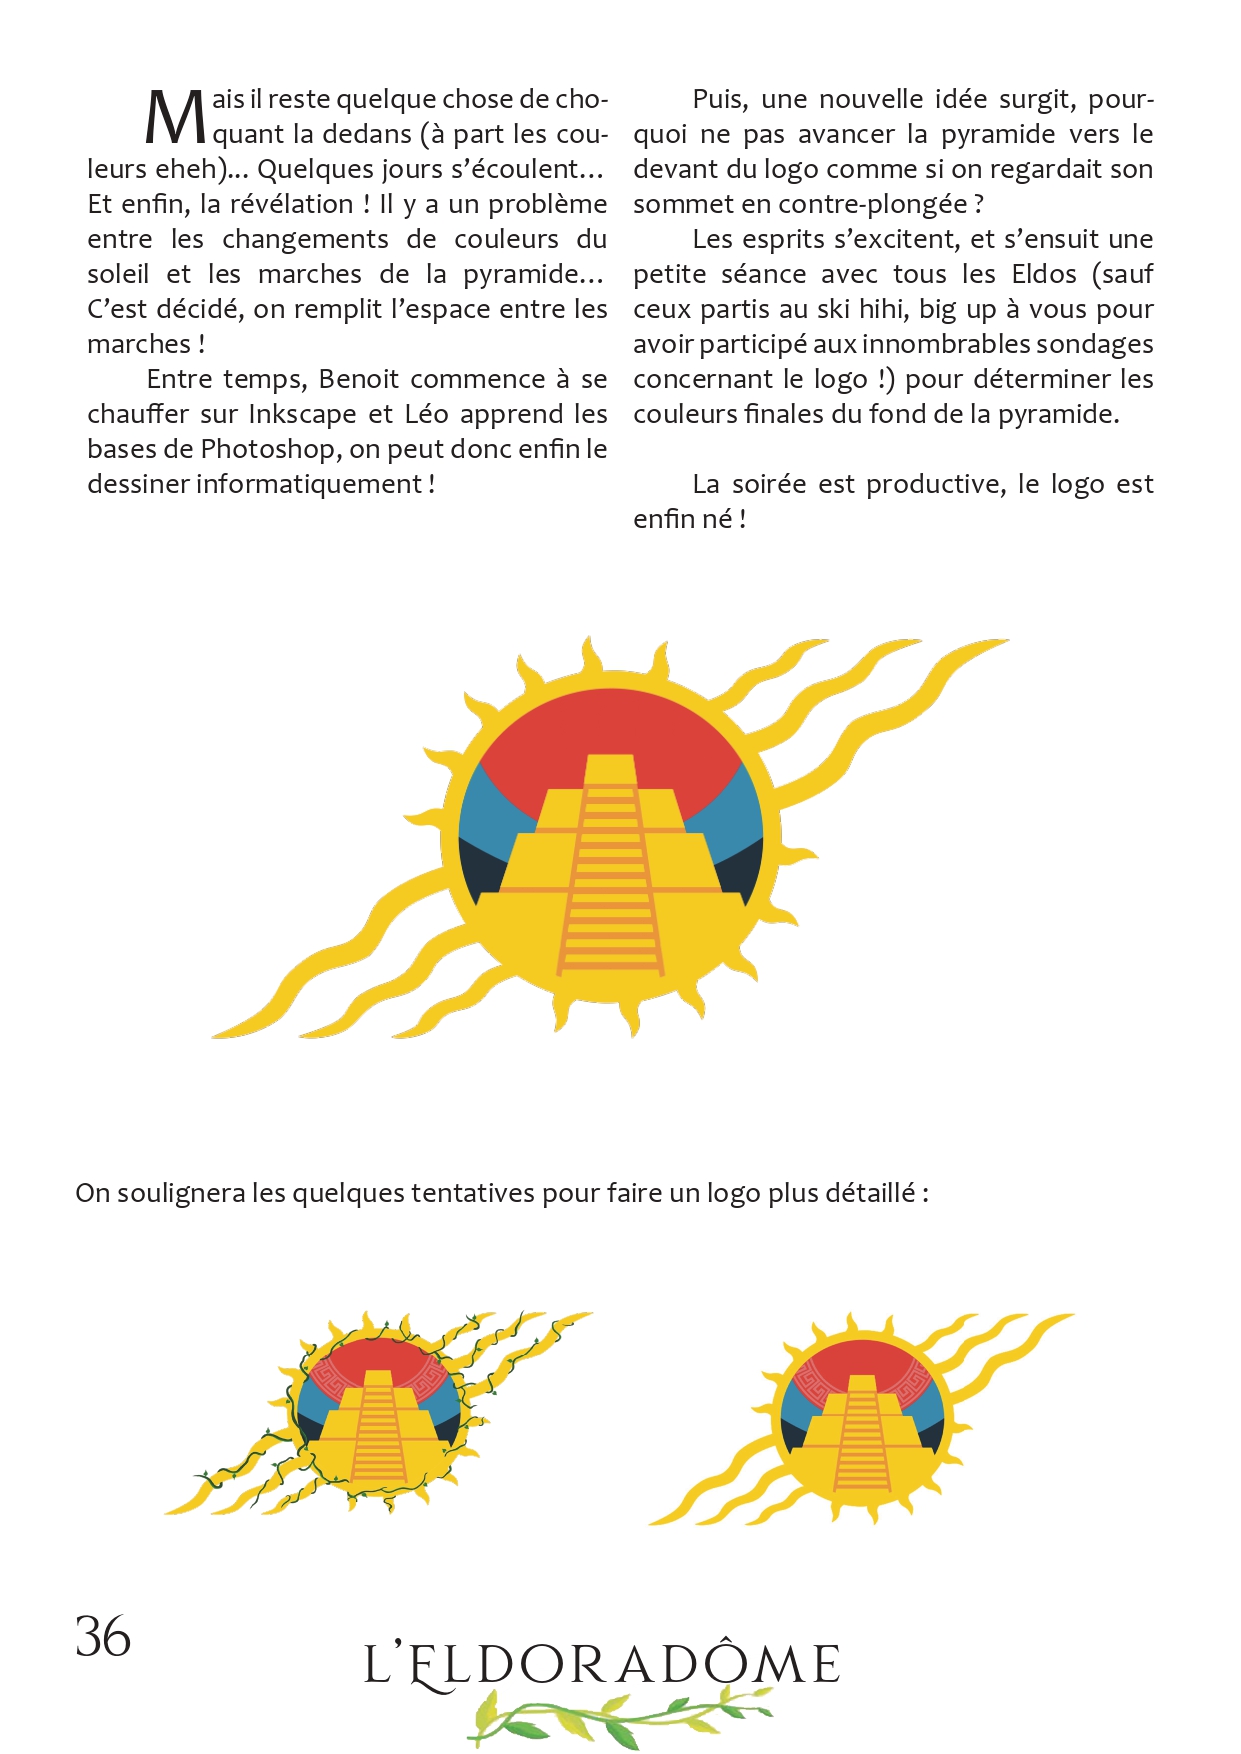 Mais il reste quelque chose de cho-
quant la dedans (à part les cou-
leurs eheh)... Quelques jours s’écoulent…
Et enfin, la révélation ! Il y a un problème
entre les changements de couleurs du
soleil et les marches de la pyramide…
C’est décidé, on remplit l’espace entre les
marches !
Entre temps, Benoit commence à se
chauffer sur Inkscape et Léo apprend les
bases de Photoshop, on peut donc enfin le
dessiner informatiquement !
Puis, une nouvelle idée surgit, pour-
quoi ne pas avancer la pyramide vers le
devant du logo comme si on regardait son
sommet en contre-plongée ?
Les esprits s’excitent, et s’ensuit une
petite séance avec tous les Eldos (sauf
ceux partis au ski hihi, big up à vous pour
avoir participé aux innombrables sondages
concernant le logo !) pour déterminer les
couleurs finales du fond de la pyramide.
La soirée est productive, le logo est
enfin né !
On soulignera les quelques tentatives pour faire un logo plus détaillé :
36
L’ELDORADÔME